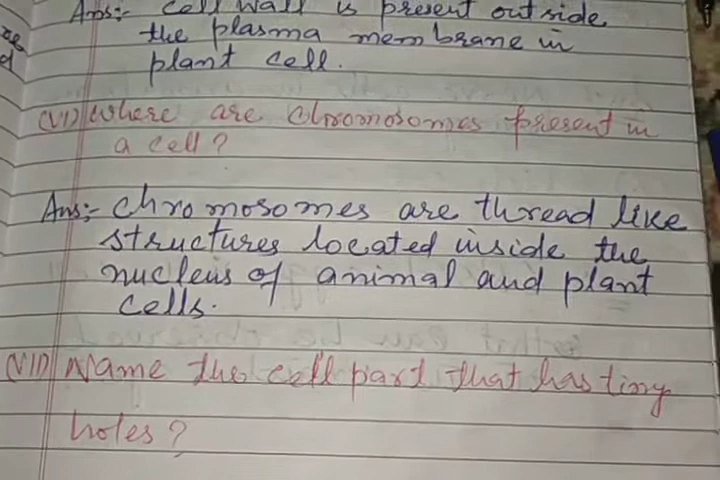 Ans:- Cell wall is present outside
the plasma membrane in
plant cell.
(VI) Where are chromosomes present in
a cell?
Ans:- Chromosomes are thread like
structures located inside the
nucleus of animal and plant
cells.
(VII) Name the cell part that has tiny
holes?